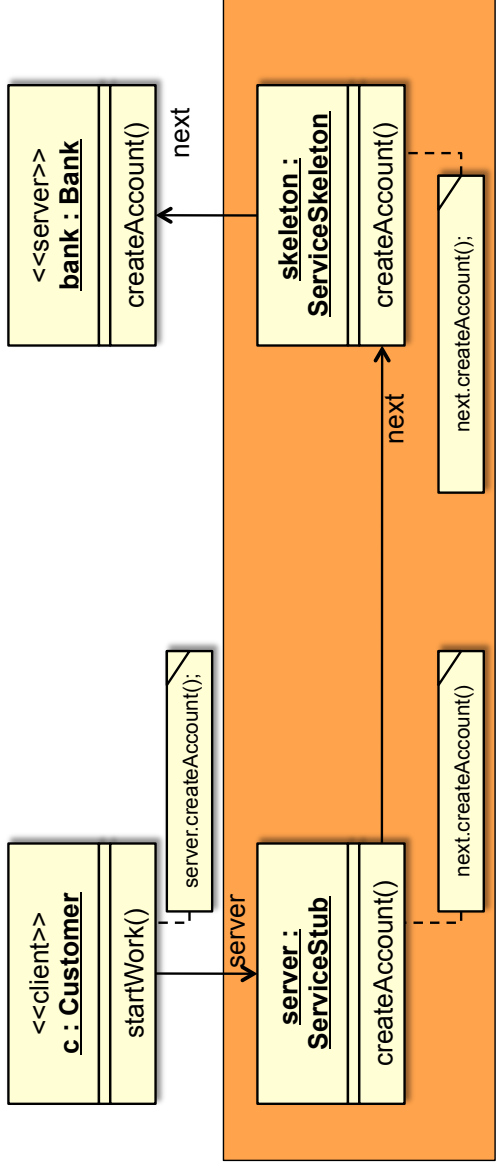 <<client>>
c : Customer
startWork()
server.createAccount();
<<server>>
bank : Bank
createAccount()
server
next
server :
ServiceStub
createAccount()
next
skeleton :
ServiceSkeleton
createAccount()
next.createAccount()
next.createAccount();